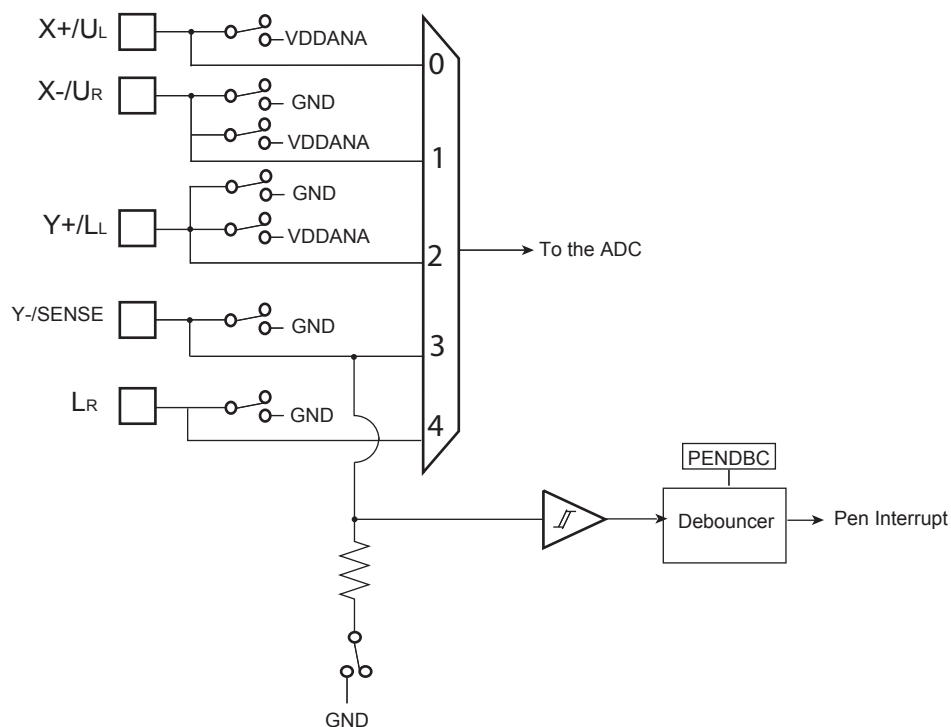 X+/UL
VDDANA
0
X-/UR
GND
VDDANA
1
GND
Y+/LL
VDDANA
2
To the ADC
Y-/SENSE
GND
3
LR
GND
4
PENDBC
Debouncer
Pen Interrupt
GND